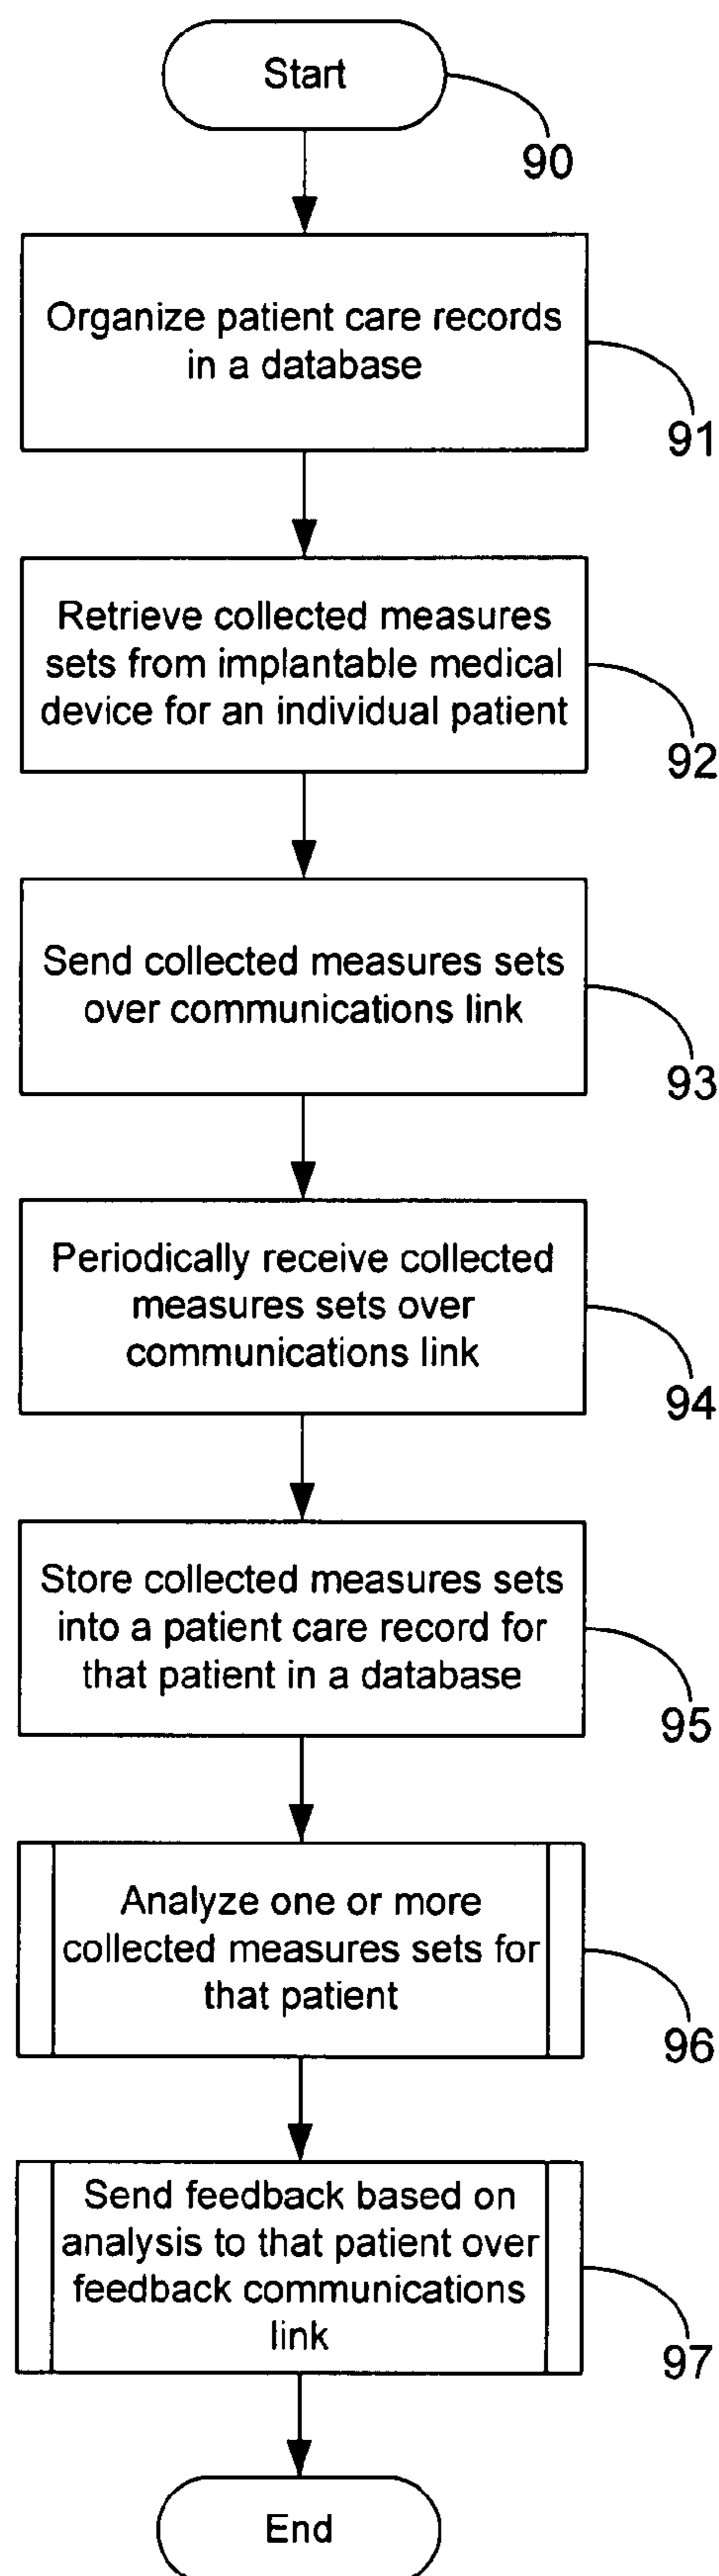 Start
90
Organize patient care records
in a database
91
Retrieve collected measures
sets from implantable medical
device for an individual patient
92
Send collected measures sets
over communications link
93
Periodically receive collected
measures sets over
communications link
94
Store collected measures sets
into a patient care record for
that patient in a database
95
Analyze one or more
collected measures sets for
that patient
96
Send feedback based on
analysis to that patient over
feedback communications
link
97
End